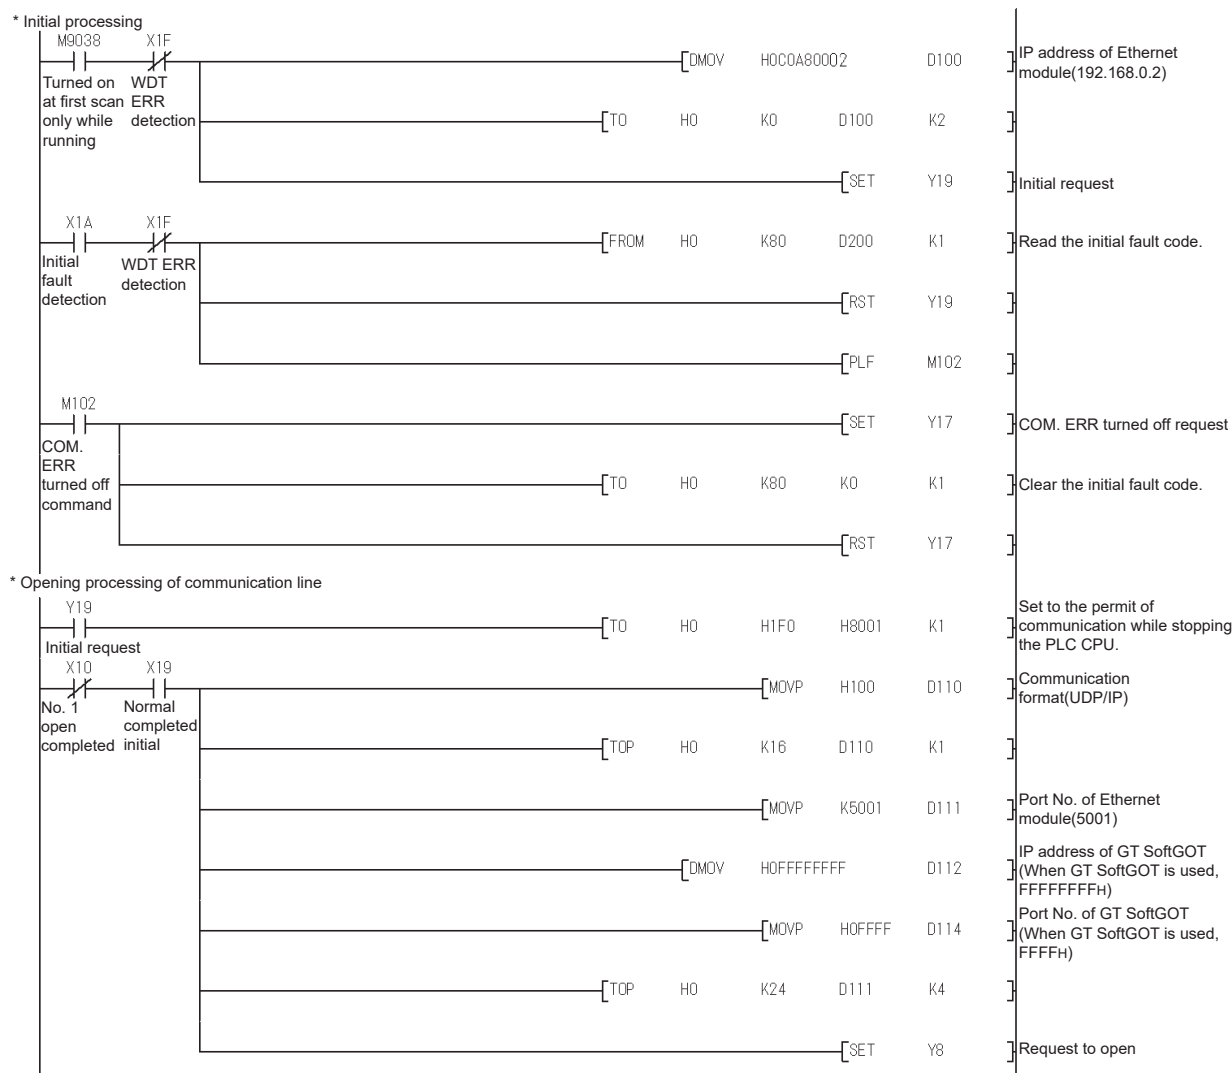 * Initial processing
M9038 X1F
DMOV H0C0A80002 D100
IP address of Ethernet
module(192.168.0.2)
Turned on
at first scan
only while
running
WDT
ERR
detection
TO H0 K0 D100 K2
SET Y19
Initial request
X1A X1F
FROM H0 K80 D200 K1
Read the initial fault code.
Initial
fault
detection
WDT ERR
detection
RST Y19
PLF M102
M102
SET Y17
COM. ERR turned off request
COM.
ERR
turned off
command
TO H0 K80 K0 K1
Clear the initial fault code.
RST Y17
* Opening processing of communication line
Y19
TO H0 H1F0 H8001 K1
Set to the permit of
communication while stopping
the PLC CPU.
Initial request
X10 X19
MOVP H100 D110
Communication
format(UDP/IP)
No. 1
open
completed
Normal
completed
initial
TOP H0 K16 D110 K1
MOVP K5001 D111
Port No. of Ethernet
module(5001)
DMOV H0FFFFFFFF D112
IP address of GT SoftGOT
(When GT SoftGOT is used,
FFFFFFFFH)
MOVP H0FFFF D114
Port No. of GT SoftGOT
(When GT SoftGOT is used,
FFFFH)
TOP H0 K24 D111 K4
SET Y8
Request to open